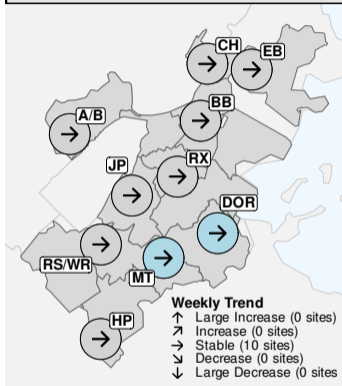 CH
EB
BB
A/B
RX
JP
DOR
RS/WR
MT
HP
Weekly Trend
↑ Large Increase (0 sites)
↗ Increase (0 sites)
→ Stable (10 sites)
↘ Decrease (0 sites)
↓ Large Decrease (0 sites